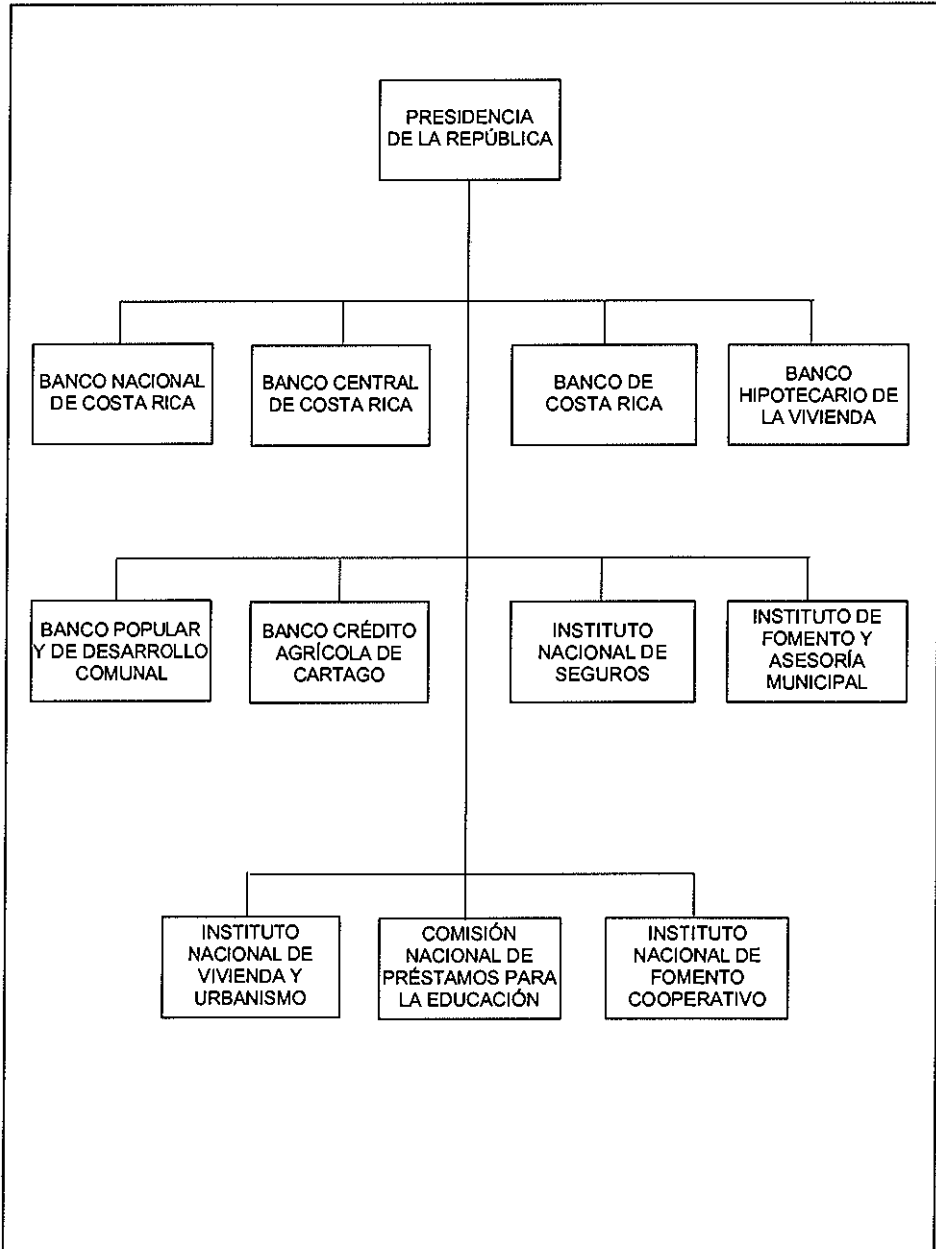 PRESIDENCIA
DE LA REPÚBLICA
BANCO NACIONAL
DE COSTA RICA
BANCO CENTRAL
DE COSTA RICA
BANCO DE
COSTA RICA
BANCO
HIPOTECARIO DE
LA VIVIENDA
BANCO POPULAR
Y DE DESARROLLO
COMUNAL
BANCO CRÉDITO
AGRÍCOLA DE
CARTAGO
INSTITUTO
NACIONAL DE
SEGUROS
INSTITUTO DE
FOMENTO Y
ASESORÍA
MUNICIPAL
INSTITUTO
NACIONAL DE
VIVIENDA Y
URBANISMO
COMISIÓN
NACIONAL DE
PRÉSTAMOS PARA
LA EDUCACIÓN
INSTITUTO
NACIONAL DE
FOMENTO
COOPERATIVO